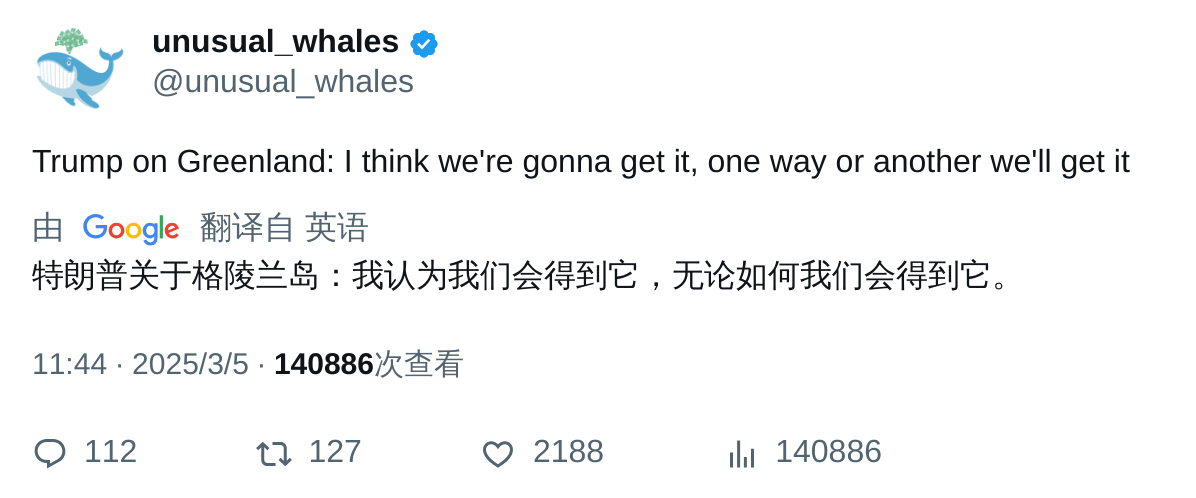 unusual_whales
@unusual_whales
Trump on Greenland: I think we're gonna get it, one way or another we'll get it
由 Google 翻译自 英语
特朗普关于格陵兰岛：我认为我们会得到它，无论如何我们会得到它。
11:44 · 2025/3/5 · 140886次查看
112 127 2188 140886